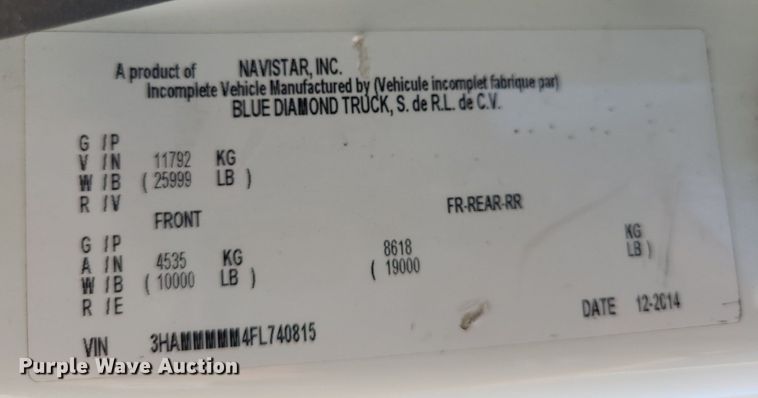 A product of NAVISTAR, INC.
Incomplete Vehicle Manufactured by (Vehicule incomplet fabrique par)
BLUE DIAMOND TRUCK, S. de R.L. de C.V.
G /P
V /N 11792 KG
W /B ( 25999 LB )
R /V
FRONT FR-REAR-RR
G /P
A /N 4535 KG 8618 KG
W /B ( 10000 LB ) ( 19000 LB )
R /E
DATE 12-2014
VIN 3HAMMMMM4FL740815
Purple Wave Auction